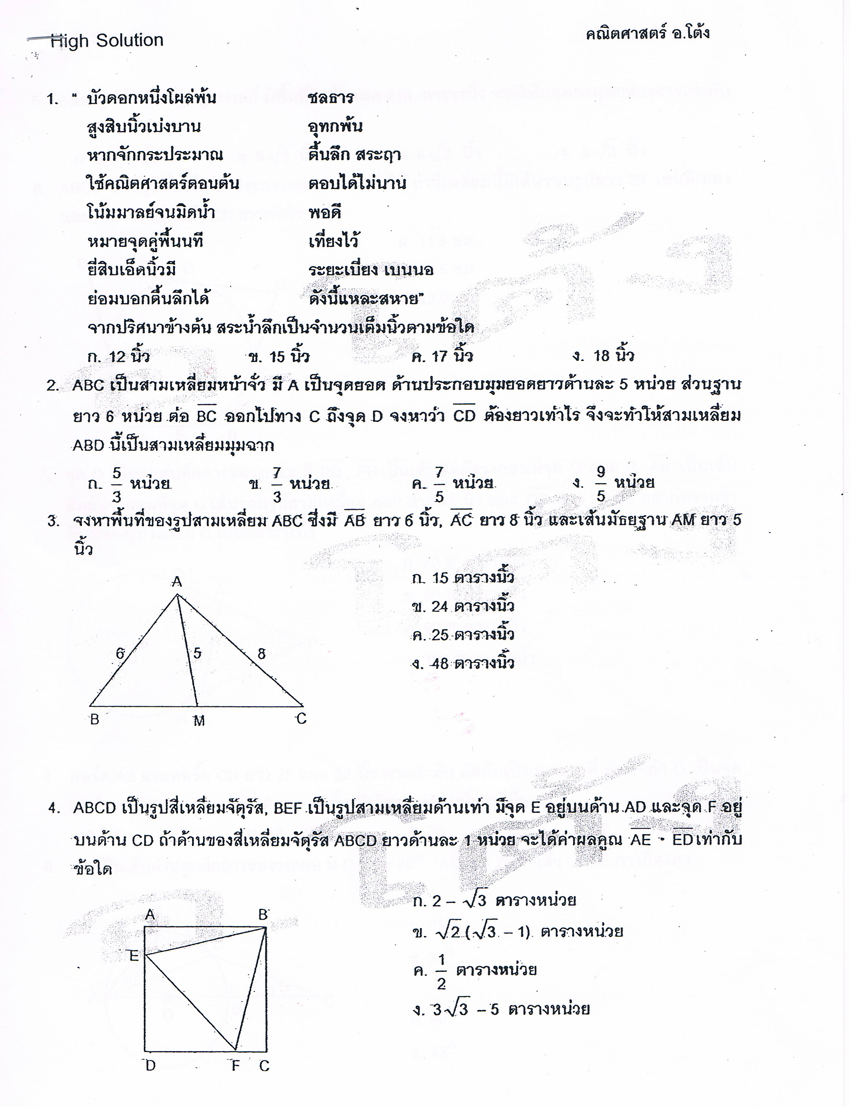 High Solution
คณิตศาสตร์ อ.โต้ง
1. " บัวดอกหนึ่งโผล่พ้น ชลธาร
สูงสิบนิ้วเบ่งบาน อุทกพ้น
หากจักกระประมาณ ตื้นลึก สระฤา
ใช้คณิตศาสตร์ตอนต้น ตอบได้ไม่นาน
โน้มมาลย์จนมิดน้ำ พอดี
หมายจุดคู่พื้นนที เที่ยงไว้
ยี่สิบเอ็ดนิ้วมี ระยะเบี่ยง เบนนอ
ย่อมบอกตื้นลึกได้ ดังนี้แหละสหาย"
จากปริศนาข้างต้น สระน้ำลึกเป็นจำนวนเต็มนิ้วตามข้อใด
ก. 12 นิ้ว ข. 15 นิ้ว ค. 17 นิ้ว ง. 18 นิ้ว
2. ABC เป็นสามเหลี่ยมหน้าจั่ว มี A เป็นจุดยอด ด้านประกอบมุมยอดยาวด้านละ 5 หน่วย ส่วนฐาน
ยาว 6 หน่วย ต่อ B̅C̅ ออกไปทาง C ถึงจุด D จงหาว่า C̅D̅ ต้องยาวเท่าไร จึงจะทำให้สามเหลี่ยม
ABD นี้เป็นสามเหลี่ยมมุมฉาก
ก. 5/3 หน่วย ข. 7/3 หน่วย ค. 7/5 หน่วย ง. 9/5 หน่วย
3. จงหาพื้นที่ของรูปสามเหลี่ยม ABC ซึ่งมี A̅B̅ ยาว 6 นิ้ว, A̅C̅ ยาว 8 นิ้ว และเส้นมัธยฐาน AM ยาว 5
นิ้ว
A
6 5 8
B M C
ก. 15 ตารางนิ้ว
ข. 24 ตารางนิ้ว
ค. 25 ตารางนิ้ว
ง. 48 ตารางนิ้ว
4. ABCD เป็นรูปสี่เหลี่ยมจัตุรัส, BEF เป็นรูปสามเหลี่ยมด้านเท่า มีจุด E อยู่บนด้าน AD และจุด F อยู่
บนด้าน CD ถ้าด้านของสี่เหลี่ยมจัตุรัส ABCD ยาวด้านละ 1 หน่วย จะได้ค่าผลคูณ A̅E̅ · E̅D̅ เท่ากับ
ข้อใด
A B
E
D F C
ก. 2 – √3 ตารางหน่วย
ข. √2 (√3 – 1) ตารางหน่วย
ค. 1/2 ตารางหน่วย
ง. 3√3 – 5 ตารางหน่วย
อ.โต้ง
อ.โต้ง